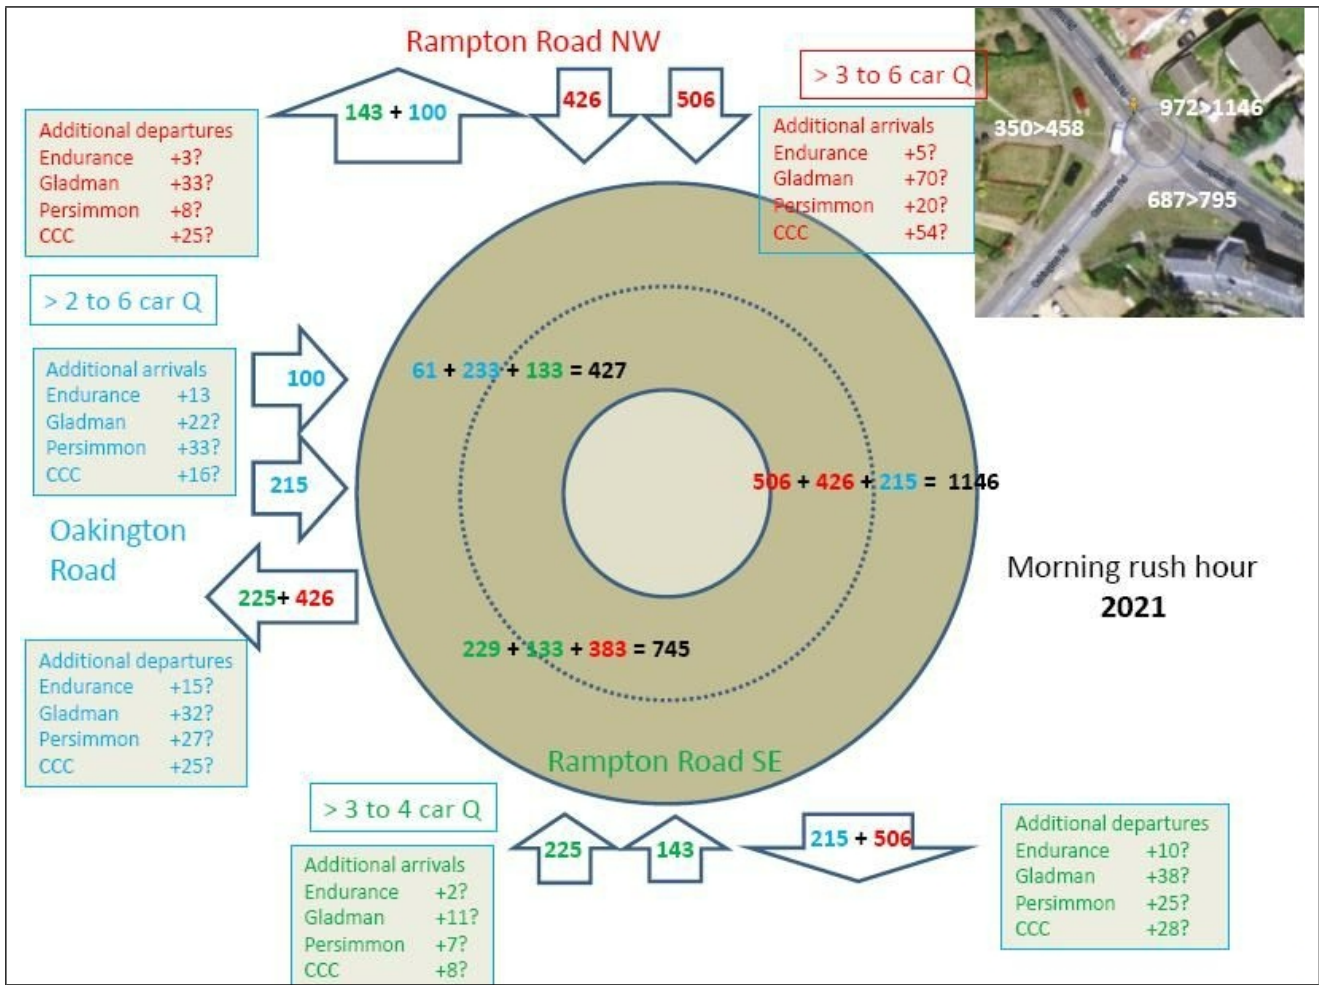 Rampton Road NW
143 + 100
426
506
> 3 to 6 car Q
972>1146
350>458
687>795
Additional departures
Endurance +3?
Gladman +33?
Persimmon +8?
CCC +25?
Additional arrivals
Endurance +5?
Gladman +70?
Persimmon +20?
CCC +54?
> 2 to 6 car Q
Additional arrivals
Endurance +13
Gladman +22?
Persimmon +33?
CCC +16?
100
215
61 + 233 + 133 = 427
506 + 426 + 215 = 1146
Oakington
Road
225+ 426
Morning rush hour
2021
229 + 133 + 383 = 745
Additional departures
Endurance +15?
Gladman +32?
Persimmon +27?
CCC +25?
Rampton Road SE
> 3 to 4 car Q
225
143
215 + 506
Additional arrivals
Endurance +2?
Gladman +11?
Persimmon +7?
CCC +8?
Additional departures
Endurance +10?
Gladman +38?
Persimmon +25?
CCC +28?